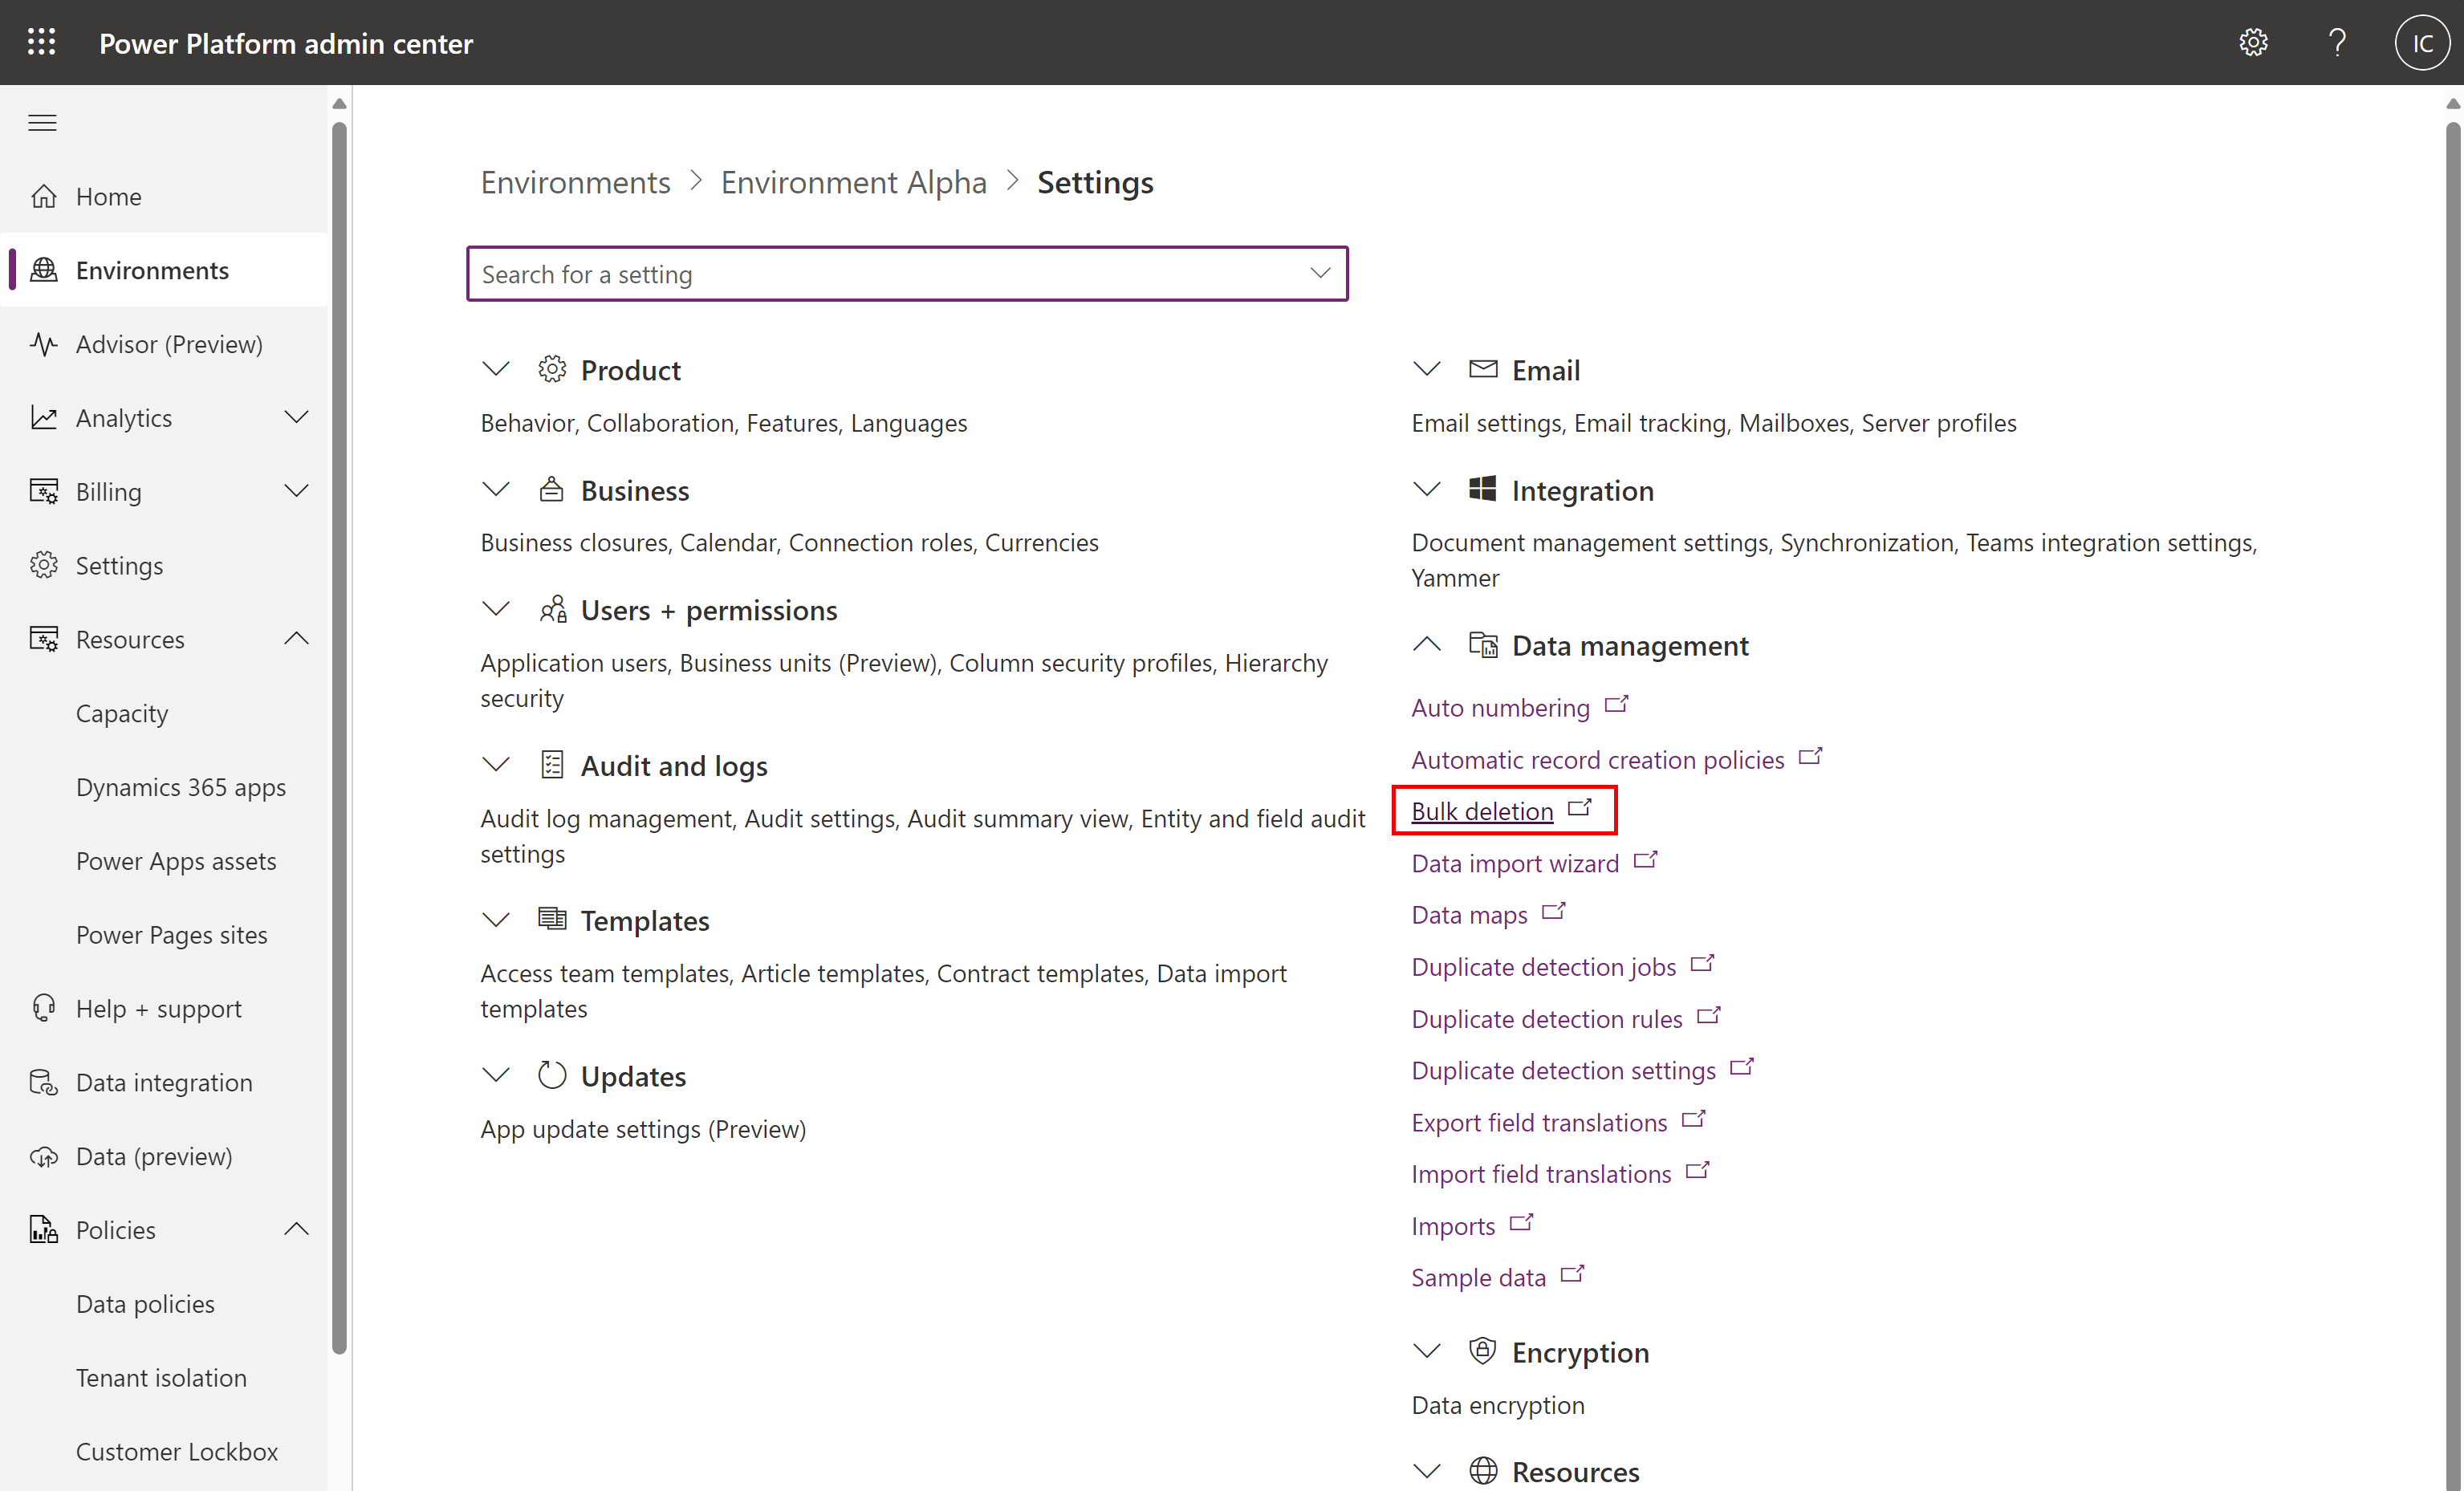 Power Platform admin center
IC
Home
Environments
Advisor (Preview)
Analytics
Billing
Settings
Resources
Capacity
Dynamics 365 apps
Power Apps assets
Power Pages sites
Help + support
Data integration
Data (preview)
Policies
Data policies
Tenant isolation
Customer Lockbox
Environments > Environment Alpha > Settings
Search for a setting
Product
Behavior, Collaboration, Features, Languages
Business
Business closures, Calendar, Connection roles, Currencies
Users + permissions
Application users, Business units (Preview), Column security profiles, Hierarchy
security
Audit and logs
Audit log management, Audit settings, Audit summary view, Entity and field audit
settings
Templates
Access team templates, Article templates, Contract templates, Data import
templates
Updates
App update settings (Preview)
Email
Email settings, Email tracking, Mailboxes, Server profiles
Integration
Document management settings, Synchronization, Teams integration settings,
Yammer
Data management
Auto numbering
Automatic record creation policies
Bulk deletion
Data import wizard
Data maps
Duplicate detection jobs
Duplicate detection rules
Duplicate detection settings
Export field translations
Import field translations
Imports
Sample data
Encryption
Data encryption
Resources